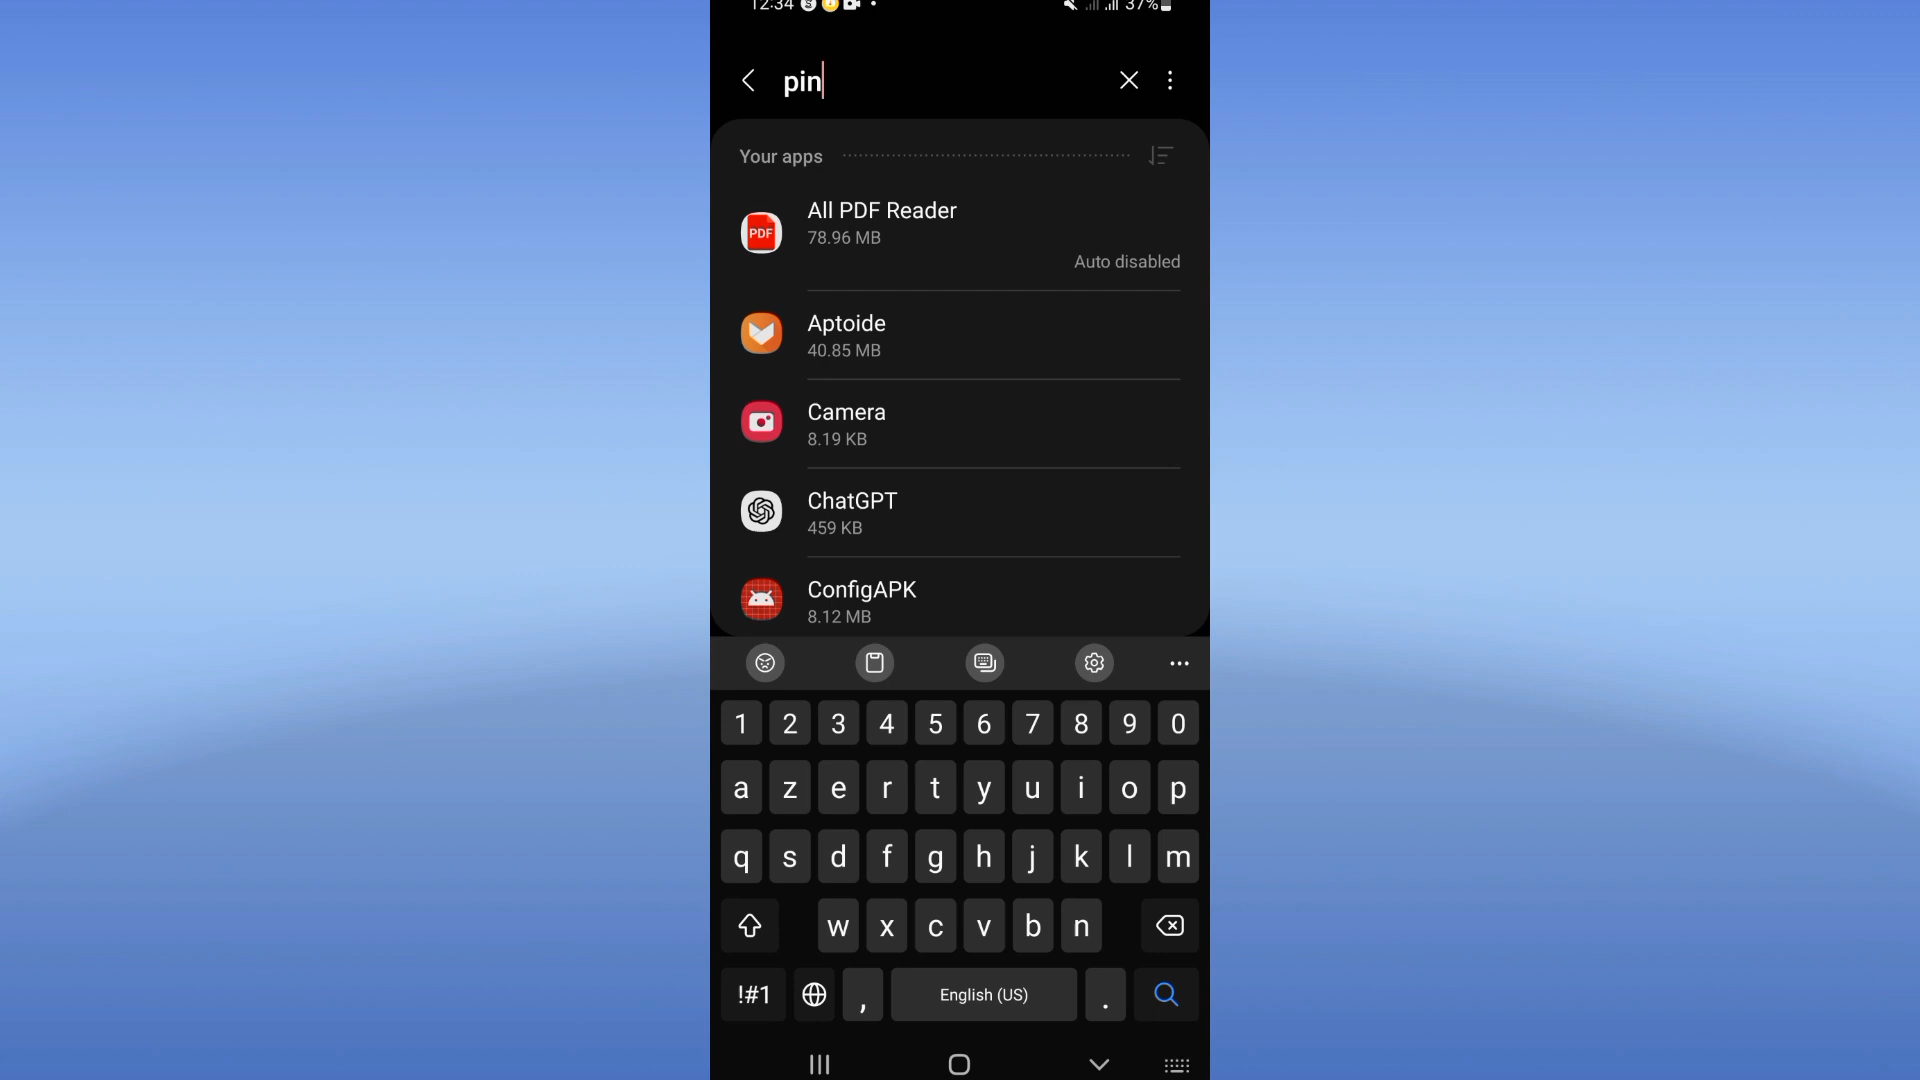 12:34 37%
pin
Your apps
All PDF Reader
78.96 MB
Auto disabled
PDF
Aptoide
40.85 MB
Camera
8.19 KB
ChatGPT
459 KB
ConfigAPK
8.12 MB
1 2 3 4 5 6 7 8 9 0
a z e r t y u i o p
q s d f g h j k l m
w x c v b n
!#1 , English (US) .